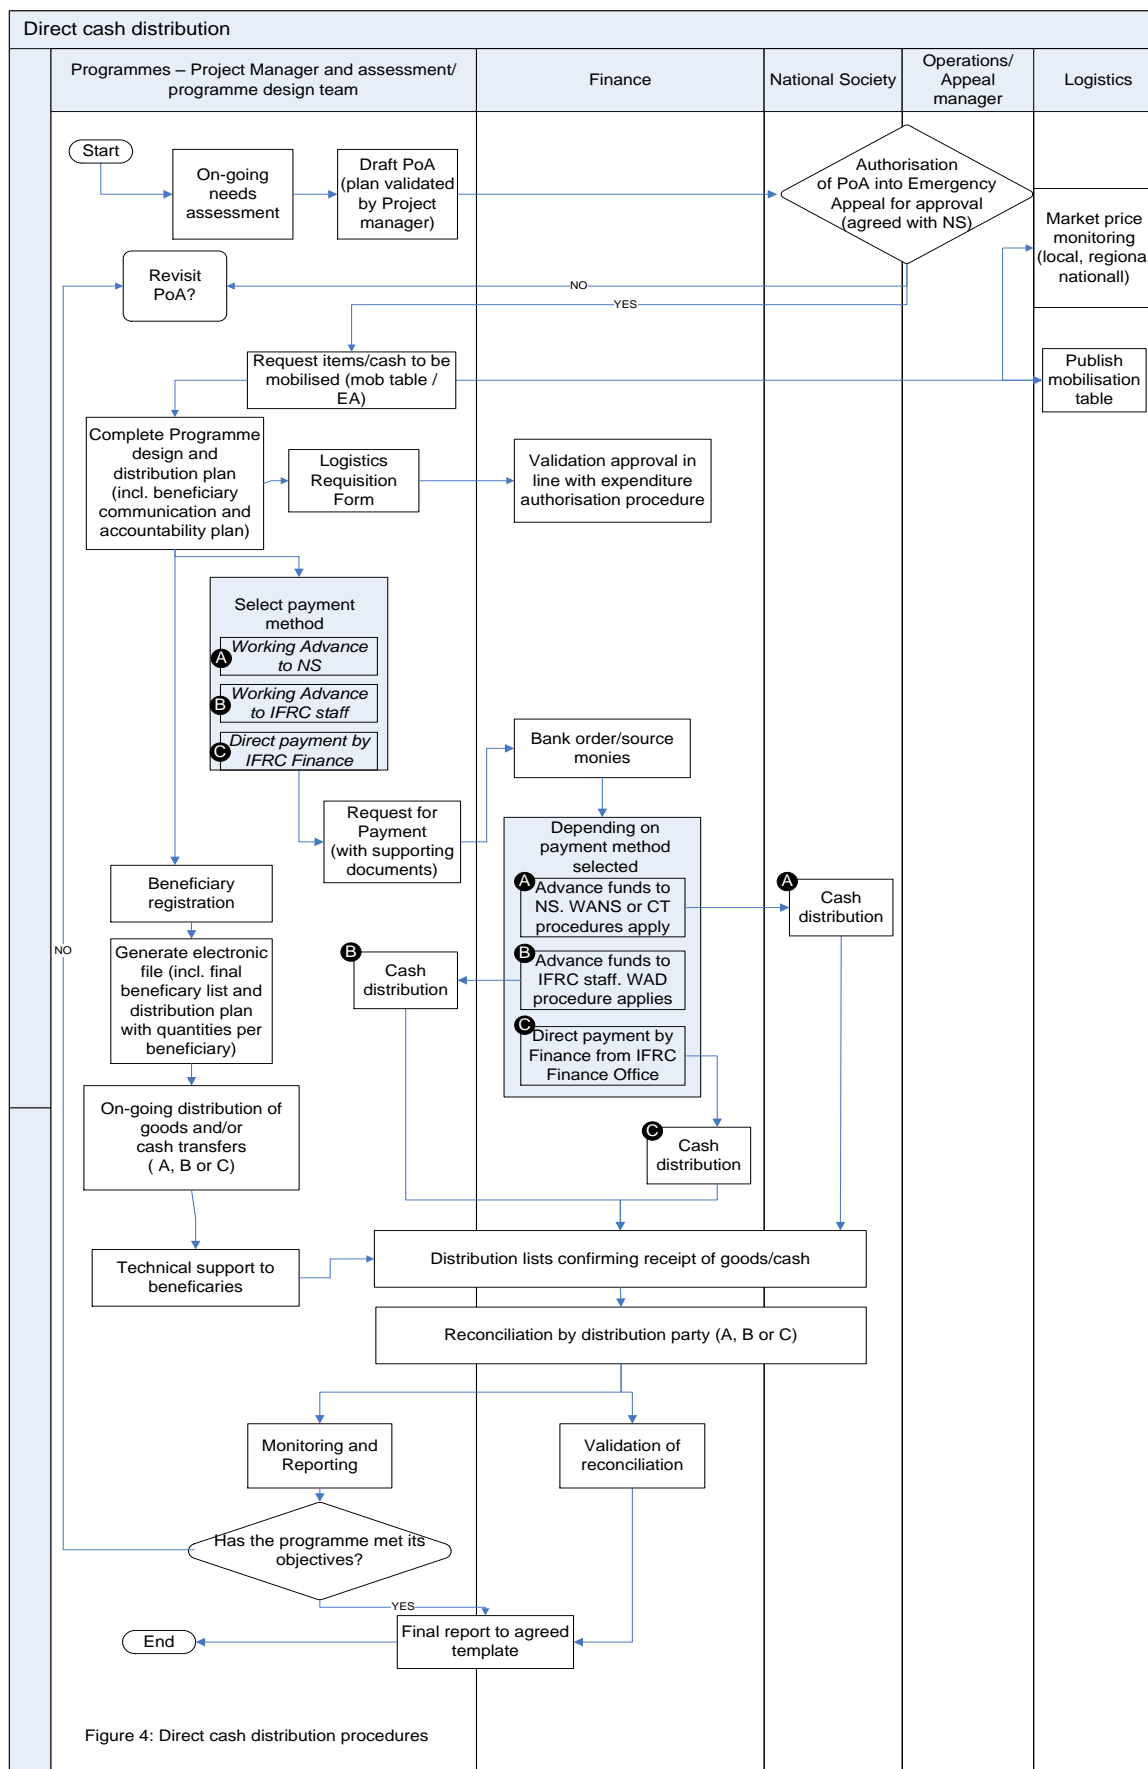 Direct cash distribution
Programmes – Project Manager and assessment/
programme design team
Finance
National Society
Operations/
Appeal
manager
Logistics
Start
On-going
needs
assessment
Draft PoA
(plan validated
by Project
manager)
Authorisation
of PoA into Emergency
Appeal for approval
(agreed with NS)
Market price
monitoring
(local, regiona
nationall)
Revisit
PoA?
NO
YES
Request items/cash to be
mobilised (mob table /
EA)
Publish
mobilisation
table
Complete Programme
design and
distribution plan
(incl. beneficiary
communication and
accountability plan)
Logistics
Requisition
Form
Validation approval in
line with expenditure
authorisation procedure
Select payment
method
A
Working Advance
to NS
B
Working Advance
to IFRC staff
C
Direct payment by
IFRC Finance
Bank order/source
monies
Request for
Payment
(with supporting
documents)
Depending on
payment method
selected
A
Advance funds to
NS. WANS or CT
procedures apply
A
Cash
distribution
Beneficiary
registration
NO
Generate electronic
file (incl. final
beneficary list and
distribution plan
with quantities per
beneficiary)
B
Cash
distribution
B
Advance funds to
IFRC staff. WAD
procedure applies
C
Direct payment by
Finance from IFRC
Finance Office
On-going distribution of
goods and/or
cash transfers
( A, B or C)
C
Cash
distribution
Technical support to
beneficaries
Distribution lists confirming receipt of goods/cash
Reconciliation by distribution party (A, B or C)
Monitoring and
Reporting
Validation of
reconciliation
Has the programme met its
objectives?
YES
Final report to agreed
template
End
Figure 4: Direct cash distribution procedures